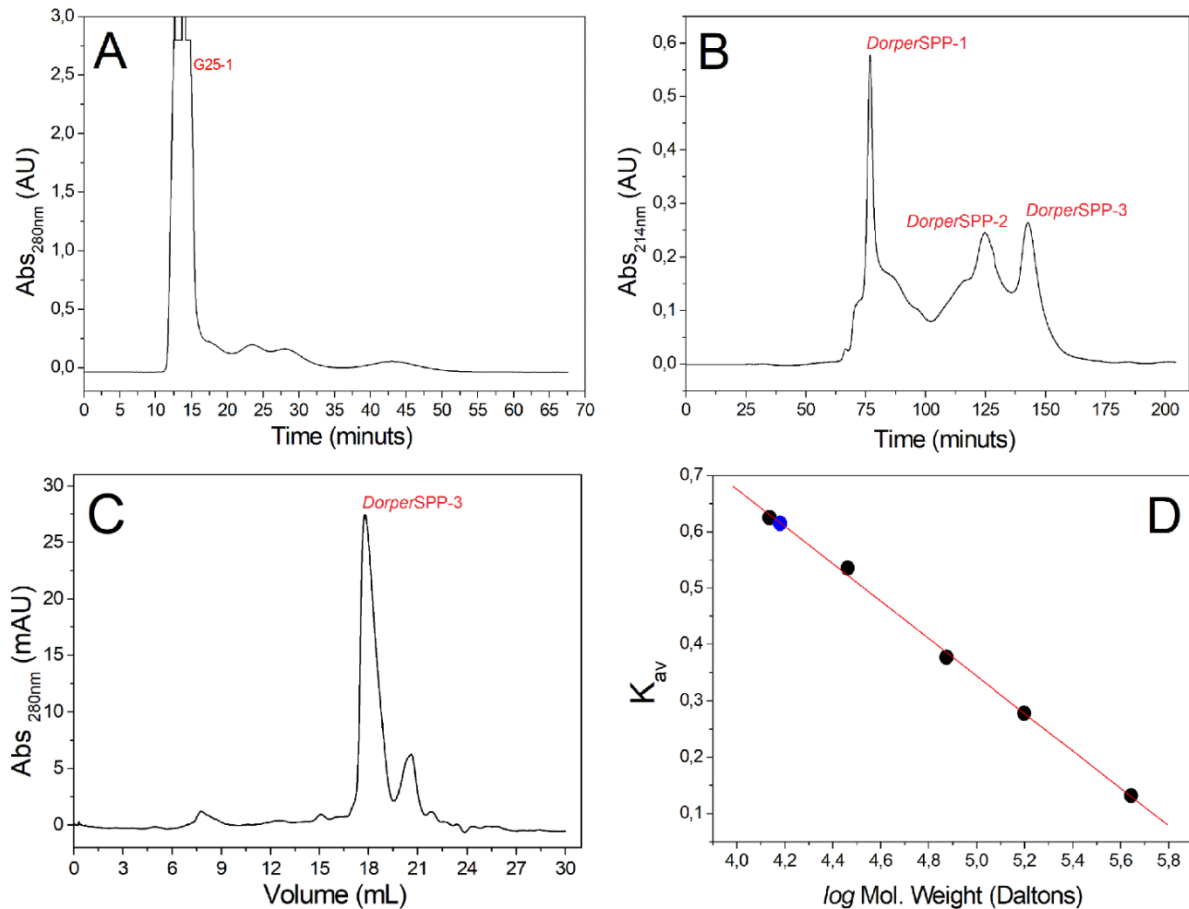 A
G25-1
3,0
2,5
2,0
1,5
1,0
0,5
0,0
Abs280nm (AU)
0 5 10 15 20 25 30 35 40 45 50 55 60 65 70
Time (minuts)
B
DorperSPP-1
DorperSPP-2
DorperSPP-3
0,6
0,5
0,4
0,3
0,2
0,1
0,0
Abs214nm (AU)
0 25 50 75 100 125 150 175 200
Time (minuts)
C
DorperSPP-3
30
25
20
15
10
5
0
Abs 280nm (mAU)
0 3 6 9 12 15 18 21 24 27 30
Volume (mL)
D
0,7
0,6
0,5
0,4
0,3
0,2
0,1
Kav
4,0 4,2 4,4 4,6 4,8 5,0 5,2 5,4 5,6 5,8
log Mol. Weight (Daltons)